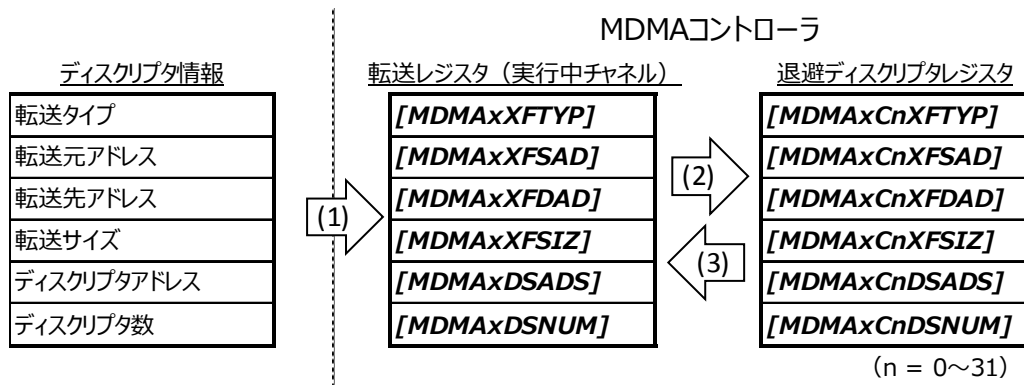 MDMAコントローラ
ディスクリプタ情報
転送タイプ
転送元アドレス
転送先アドレス
転送サイズ
ディスクリプタアドレス
ディスクリプタ数
(1)
転送レジスタ（実行中チャネル）
[MDMAxXFTYP]
[MDMAxXFSAD]
[MDMAxXFDAD]
[MDMAxXFSIZ]
[MDMAxDSADS]
[MDMAxDSNUM]
(2)
(3)
退避ディスクリプタレジスタ
[MDMAxCnXFTYP]
[MDMAxCnXFSAD]
[MDMAxCnXFDAD]
[MDMAxCnXFSIZ]
[MDMAxCnDSADS]
[MDMAxCnDSNUM]
（n = 0～31）